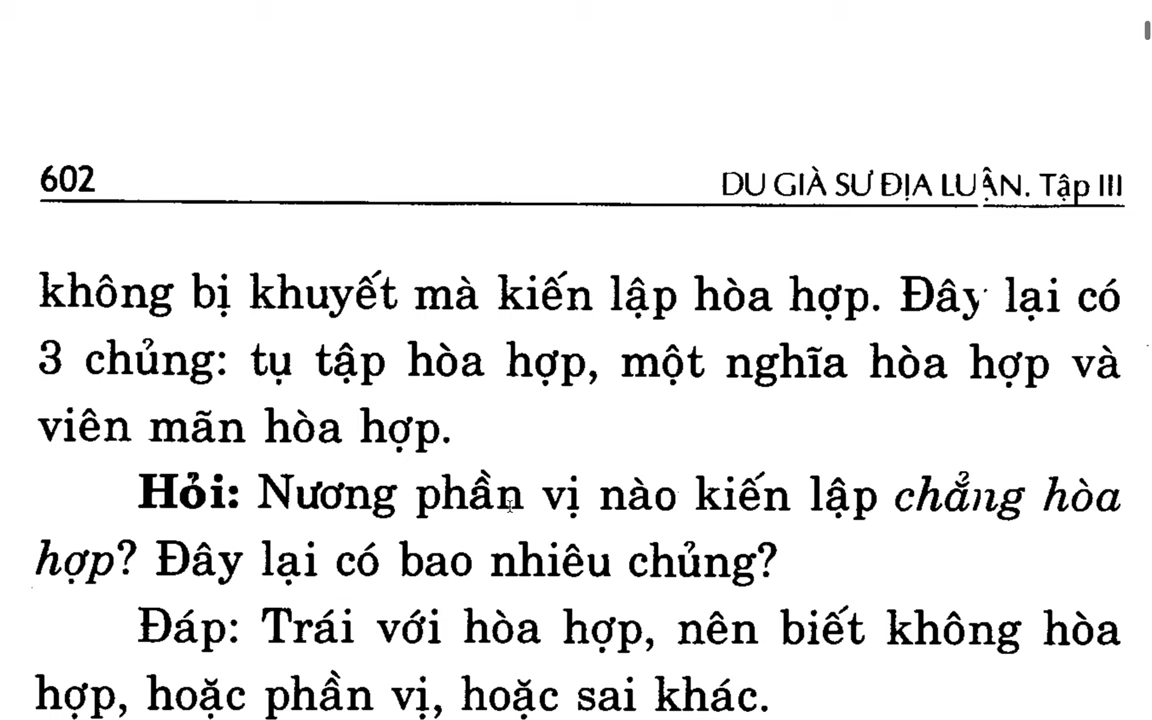 602
DU GIÀ SƯ ĐỊA LUẬN. Tập III
không bị khuyết mà kiến lập hòa hợp. Đây lại có
3 chủng: tụ tập hòa hợp, một nghĩa hòa hợp và
viên mãn hòa hợp.
Hỏi: Nương phần vị nào kiến lập chẳng hòa
hợp? Đây lại có bao nhiêu chủng?
Đáp: Trái với hòa hợp, nên biết không hòa
hợp, hoặc phần vị, hoặc sai khác.